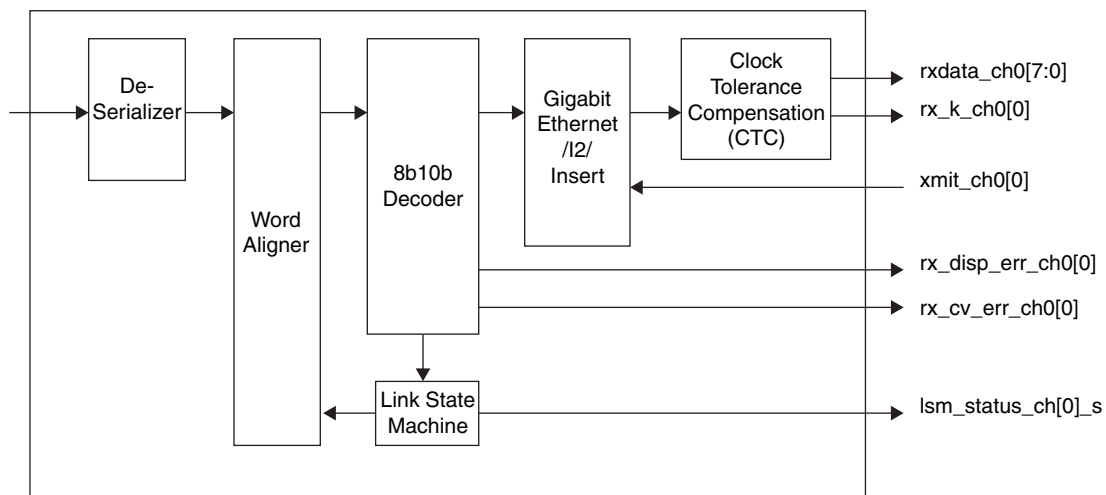 De-
Serializer
Word
Aligner
8b10b
Decoder
Gigabit
Ethernet
/I2/
Insert
Clock
Tolerance
Compensation
(CTC)
Link State
Machine
rxdata_ch0[7:0]
rx_k_ch0[0]
xmit_ch0[0]
rx_disp_err_ch0[0]
rx_cv_err_ch0[0]
lsm_status_ch[0]_s